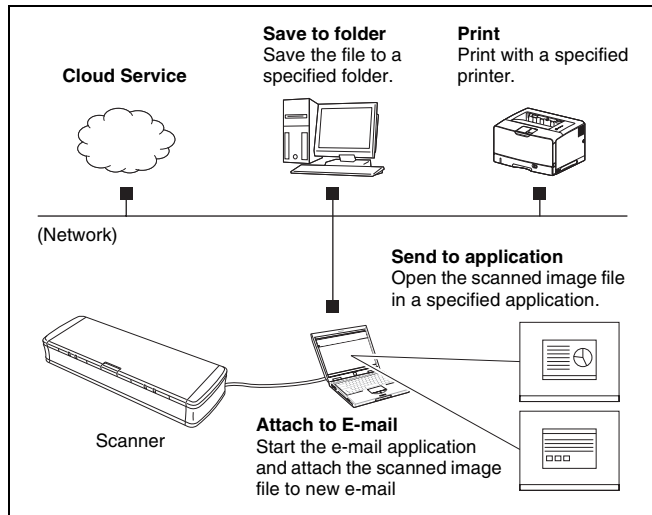 Cloud Service
Save to folder
Save the file to a
specified folder.
Print
Print with a specified
printer.
(Network)
Send to application
Open the scanned image file
in a specified application.
Scanner
Attach to E-mail
Start the e-mail application
and attach the scanned image
file to new e-mail